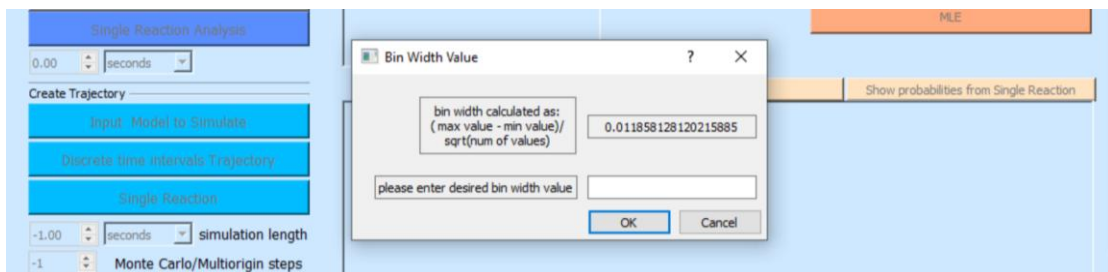 Single Reaction Analysis
MLE
Bin Width Value
?
0.00
seconds
Create Trajectory
Show probabilities from Single Reaction
bin width calculated as:
(max value - min value)/
sqrt(num of values)
0.011858128120215885
Input Model to Simulate
Discrete time intervals Trajectory
please enter desired bin width value
Single Reaction
OK
Cancel
-1.00
seconds
simulation length
-1
Monte Carlo/Multiorigin steps